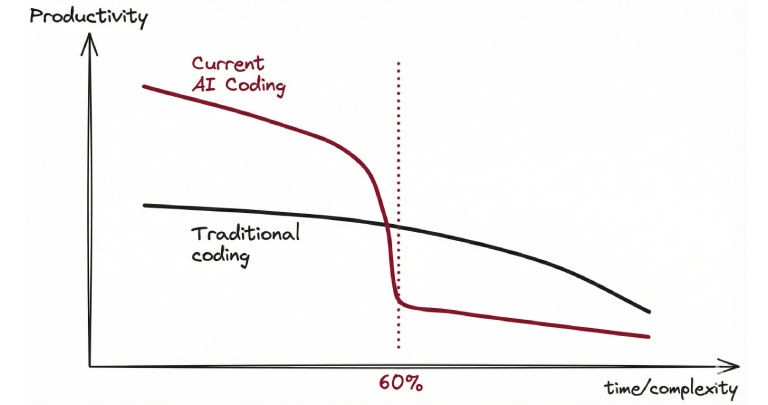 Productivity
Current
AI Coding
Traditional
coding
60%
time/complexity